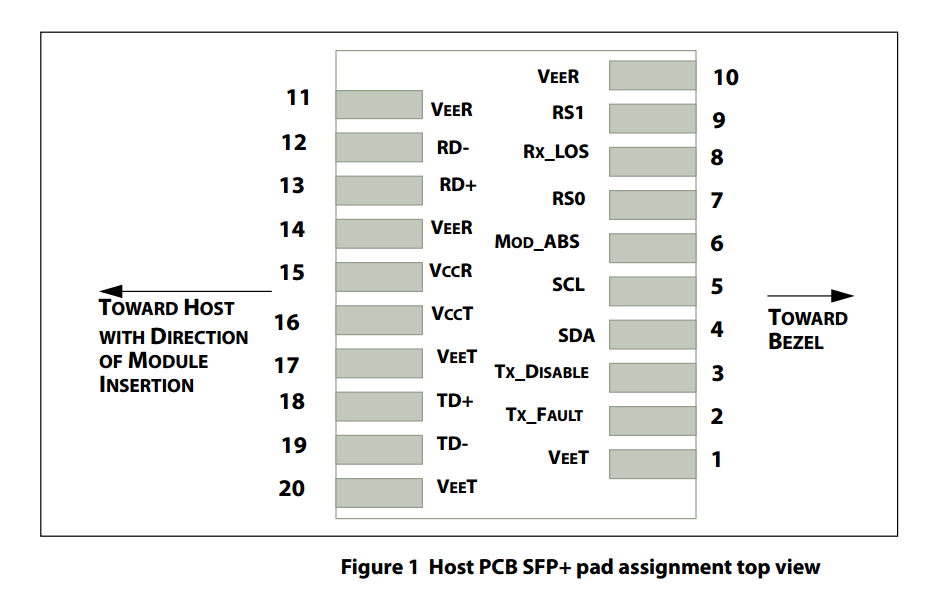 VEER 10
11 VEER
RS1 9
12 RD-
RX_LOS 8
13 RD+
RS0 7
14 VEER
MOD_ABS 6
15 VCCR
SCL 5
TOWARD HOST
WITH DIRECTION
OF MODULE
INSERTION
16 VCCT
SDA 4
TOWARD
BEZEL
17 VEET
TX_DISABLE 3
18 TD+
TX_FAULT 2
19 TD-
VEET 1
20 VEET
Figure 1 Host PCB SFP+ pad assignment top view